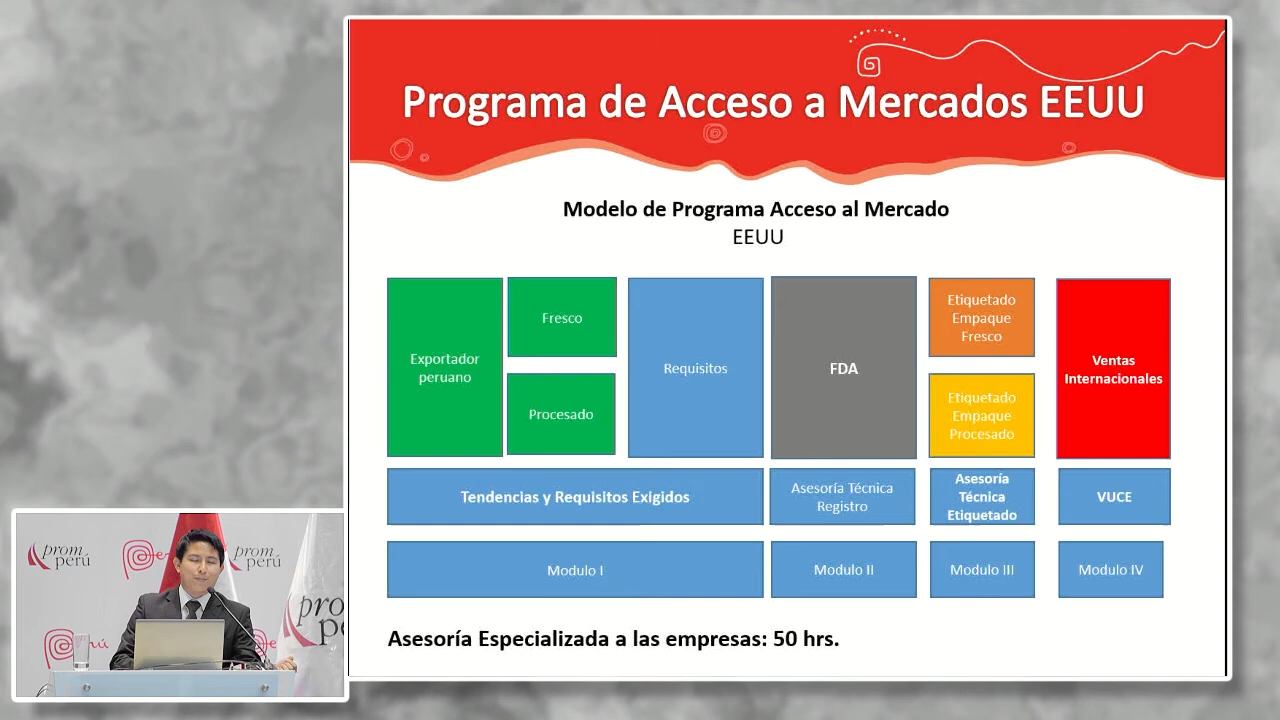 Programa de Acceso a Mercados EEUU
Modelo de Programa Acceso al Mercado
EEUU
Exportador
peruano
Fresco
Procesado
Requisitos
FDA
Etiquetado
Empaque
Fresco
Etiquetado
Empaque
Procesado
Ventas
Internacionales
Tendencias y Requisitos Exigidos
Asesoría Técnica
Registro
Asesoría
Técnica
Etiquetado
VUCE
Modulo I
Modulo II
Modulo III
Modulo IV
Asesoría Especializada a las empresas: 50 hrs.
prom
perú
prom
perú